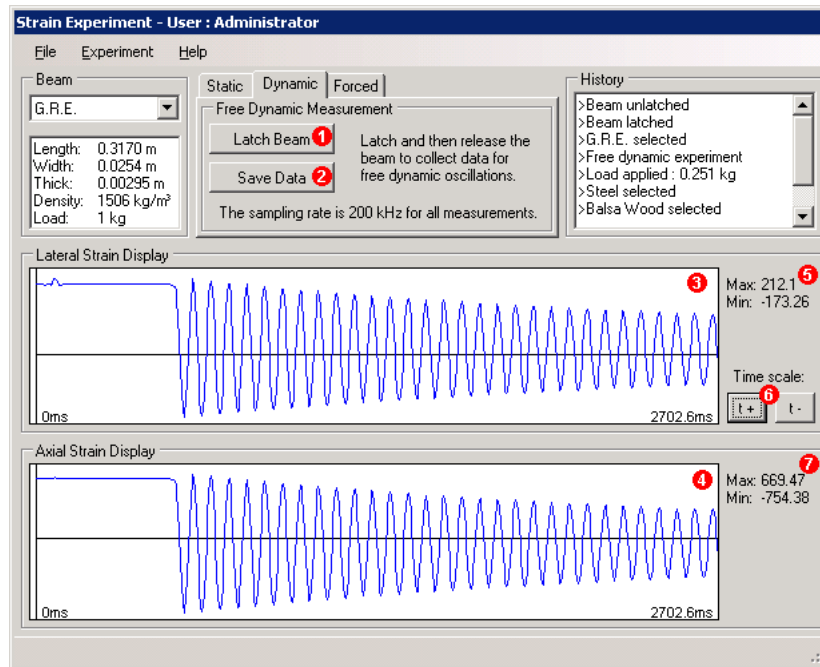 Strain Experiment - User : Administrator
File Experiment Help
Beam
G.R.E.
Length: 0.3170 m
Width: 0.0254 m
Thick: 0.00295 m
Density: 1506 kg/m³
Load: 1 kg
Static Dynamic Forced
Free Dynamic Measurement
Latch Beam 1
Save Data 2
Latch and then release the
beam to collect data for
free dynamic oscillations.
The sampling rate is 200 kHz for all measurements.
History
>Beam unlatched
>Beam latched
>G.R.E. selected
>Free dynamic experiment
>Load applied : 0.251 kg
>Steel selected
>Balsa Wood selected
Lateral Strain Display
3
0ms 2702.6ms
Max: 212.1 5
Min: -173.26
Time scale:
6
t + t -
Axial Strain Display
4
0ms 2702.6ms
7
Max: 669.47
Min: -754.38